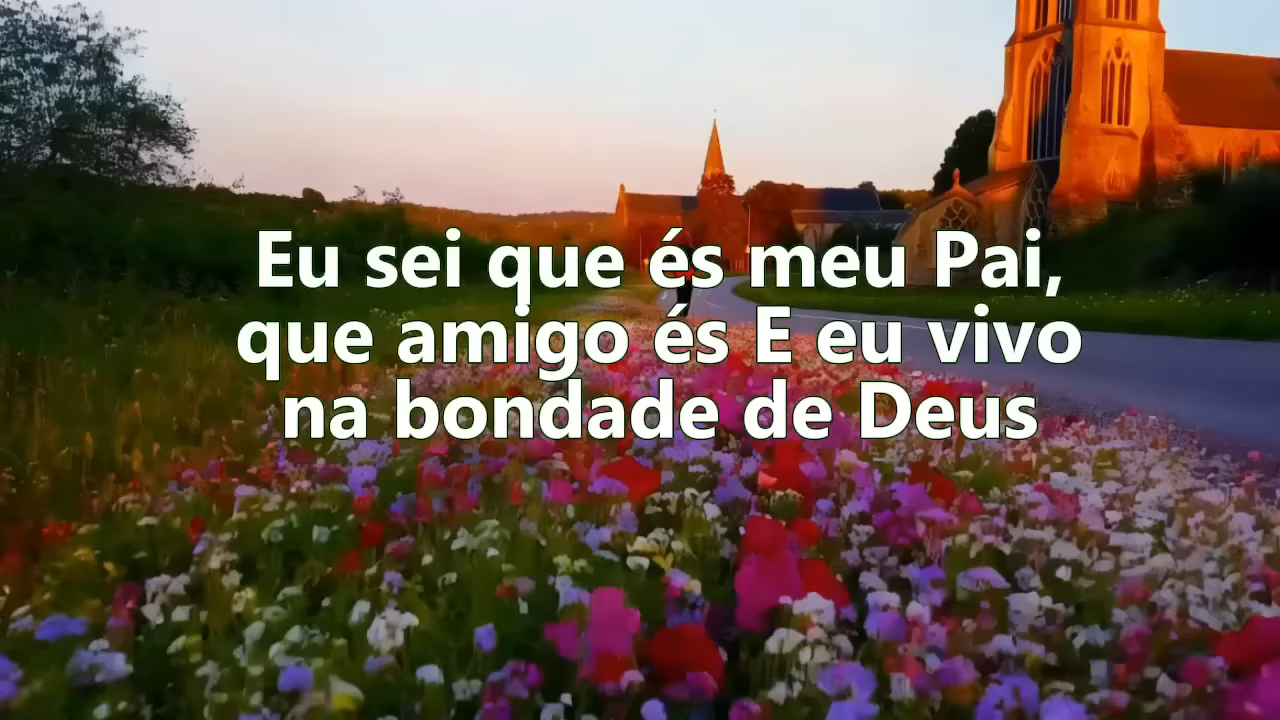 Eu sei que és meu Pai,
que amigo és E eu vivo
na bondade de Deus